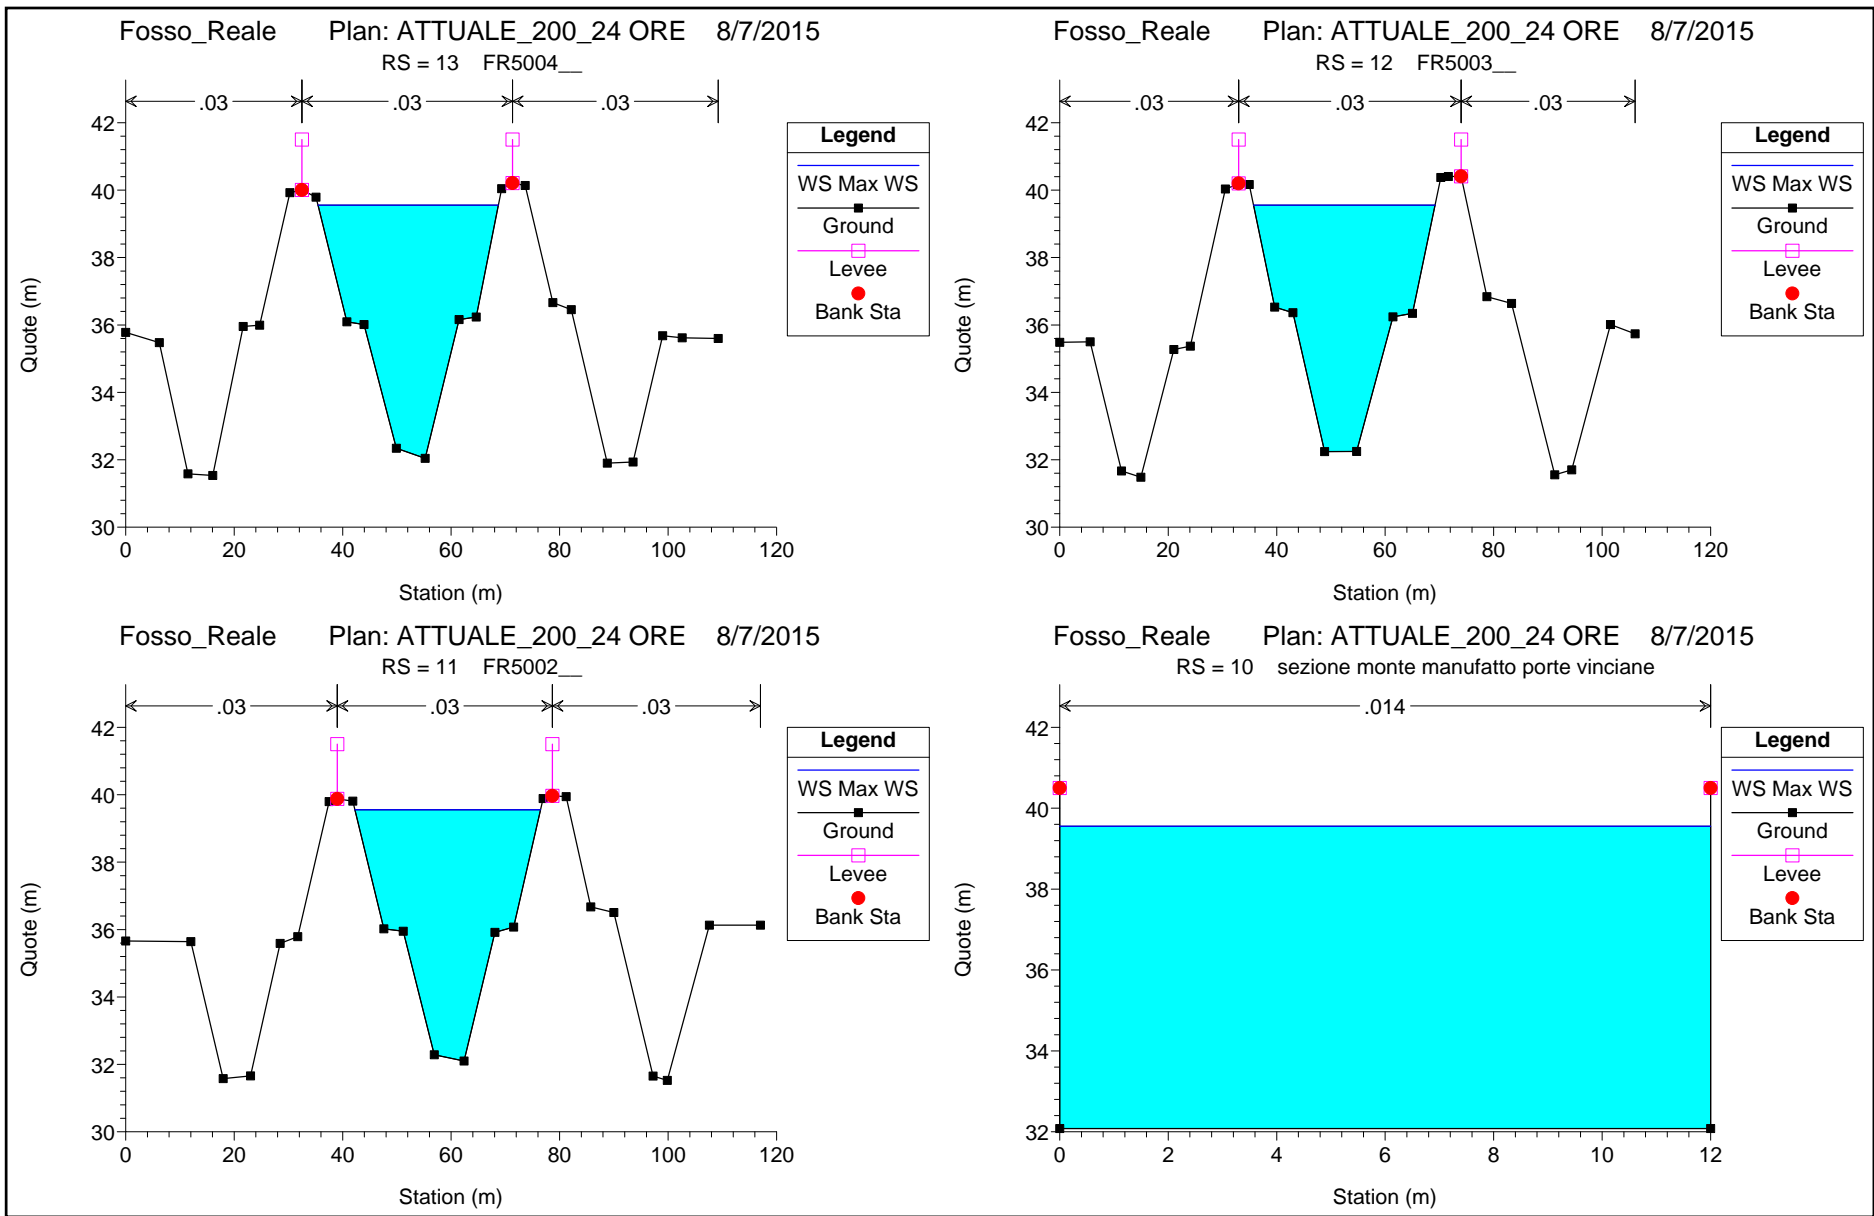 Fosso_Reale Plan: ATTUALE_200_24 ORE 8/7/2015
RS = 13 FR5004__
.03 .03 .03
42
40
38
36
34
32
30
0 20 40 60 80 100 120
Quote (m)
Station (m)
Legend
WS Max WS
Ground
Levee
Bank Sta
Fosso_Reale Plan: ATTUALE_200_24 ORE 8/7/2015
RS = 12 FR5003__
.03 .03 .03
42
40
38
36
34
32
30
0 20 40 60 80 100 120
Quote (m)
Station (m)
Legend
WS Max WS
Ground
Levee
Bank Sta
Fosso_Reale Plan: ATTUALE_200_24 ORE 8/7/2015
RS = 11 FR5002__
.03 .03 .03
42
40
38
36
34
32
30
0 20 40 60 80 100 120
Quote (m)
Station (m)
Legend
WS Max WS
Ground
Levee
Bank Sta
Fosso_Reale Plan: ATTUALE_200_24 ORE 8/7/2015
RS = 10 sezione monte manufatto porte vinciane
.014
42
40
38
36
34
32
0 2 4 6 8 10 12
Quote (m)
Station (m)
Legend
WS Max WS
Ground
Levee
Bank Sta